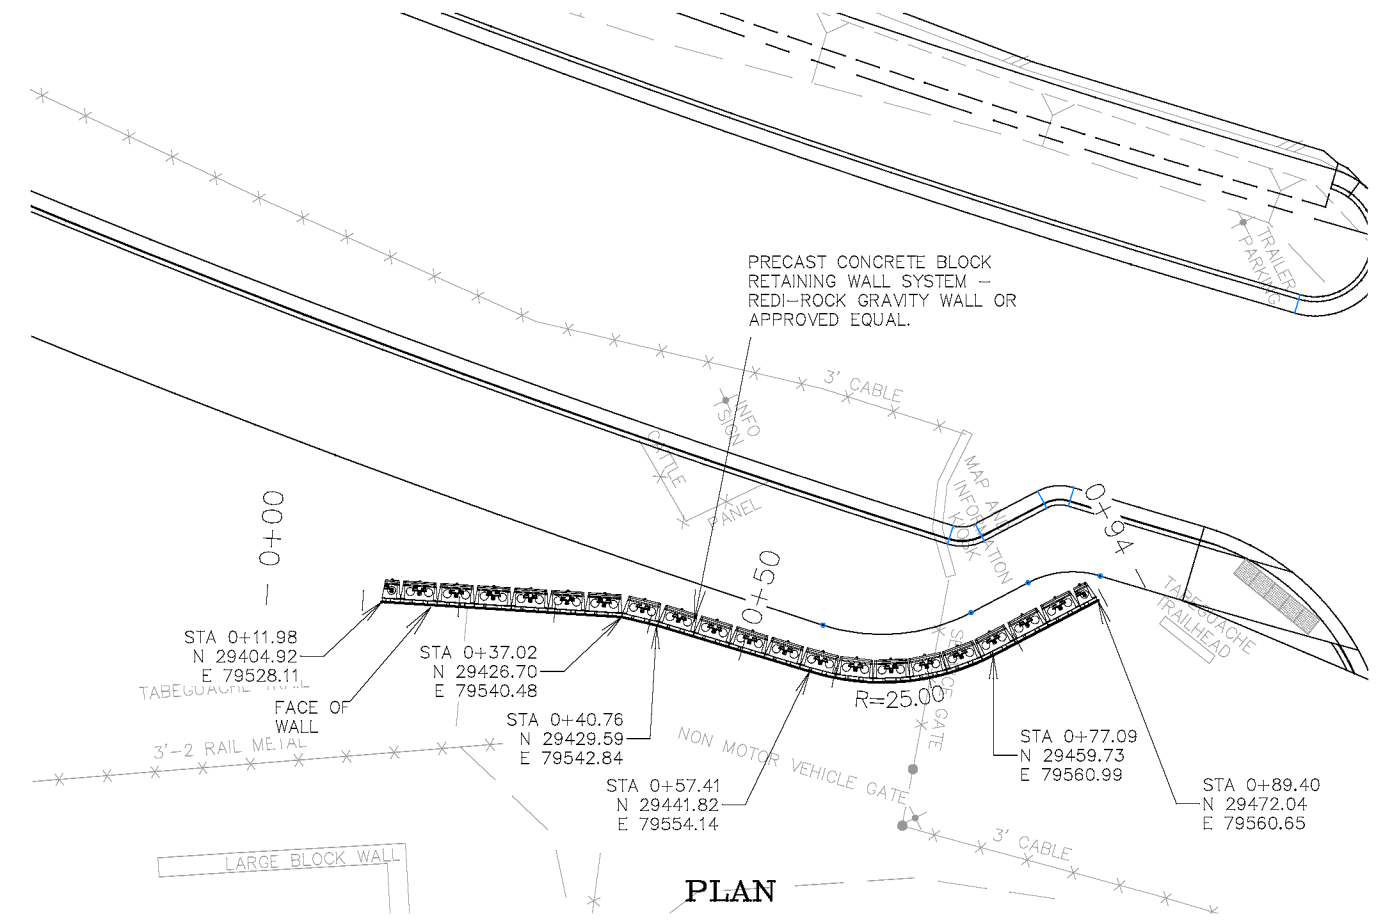 TRAILER
PARKING
PRECAST CONCRETE BLOCK
RETAINING WALL SYSTEM –
REDI–ROCK GRAVITY WALL OR
APPROVED EQUAL.
3' CABLE
INFO
SIGN
CATTLE
PANEL
MAP AND
INFORMATION
KIOSK
0+00
0+50
0+94
TABEGUACHE
TRAILHEAD
STA 0+11.98
N 29404.92
E 79528.11
TABEGUACHE TRAIL
FACE OF
WALL
3'-2 RAIL METAL
STA 0+37.02
N 29426.70
E 79540.48
STA 0+40.76
N 29429.59
E 79542.84
R=25.00'
SERVICE GATE
NON MOTOR VEHICLE GATE
STA 0+57.41
N 29441.82
E 79554.14
STA 0+77.09
N 29459.73
E 79560.99
STA 0+89.40
N 29472.04
E 79560.65
3' CABLE
LARGE BLOCK WALL
PLAN